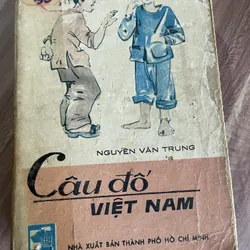 NGUYỄN VĂN TRUNG
Câu đố
VIỆT NAM
NHÀ XUẤT BẢN THÀNH PHỐ HỒ CHÍ MINH